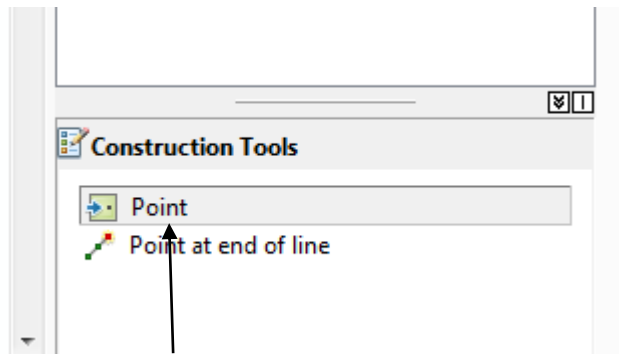 Construction Tools
Point
Point at end of line